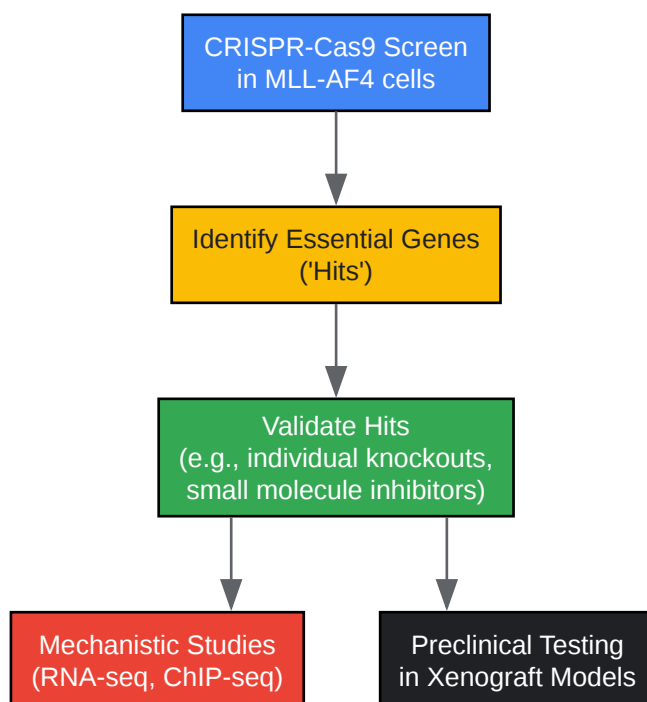 CRISPR-Cas9 Screen
in MLL-AF4 cells
Identify Essential Genes
('Hits')
Validate Hits
(e.g., individual knockouts,
small molecule inhibitors)
Mechanistic Studies
(RNA-seq, ChIP-seq)
Preclinical Testing
in Xenograft Models